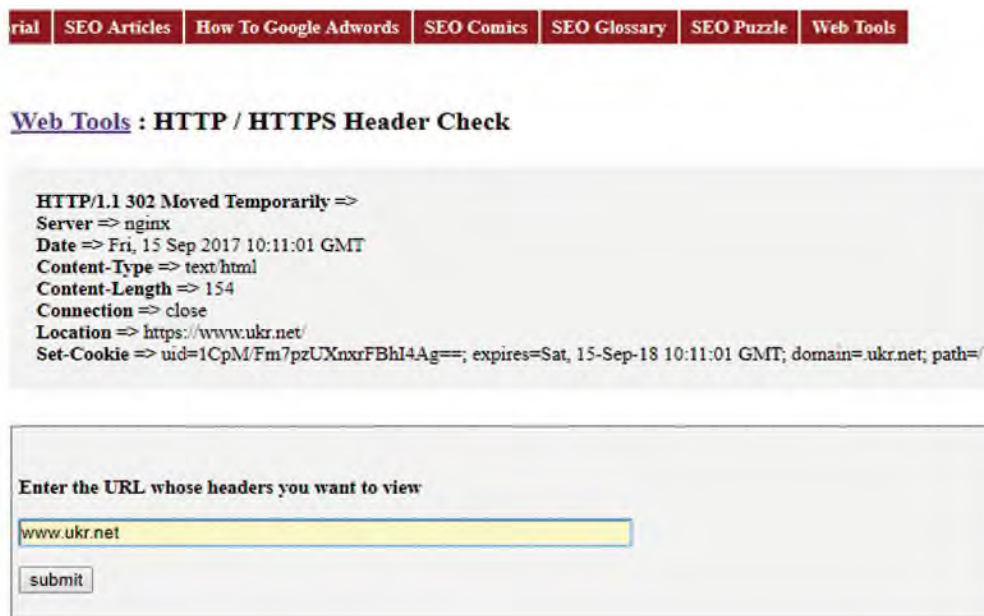 rial SEO Articles How To Google Adwords SEO Comics SEO Glossary SEO Puzzle Web Tools
Web Tools : HTTP / HTTPS Header Check
HTTP/1.1 302 Moved Temporarily =>
Server => nginx
Date => Fri, 15 Sep 2017 10:11:01 GMT
Content-Type => text/html
Content-Length => 154
Connection => close
Location => https://www.ukr.net/
Set-Cookie => uid=1CpM/Fm7pzUXnxrFBhI4Ag==; expires=Sat, 15-Sep-18 10:11:01 GMT; domain=.ukr.net; path=/
Enter the URL whose headers you want to view
www.ukr.net
submit